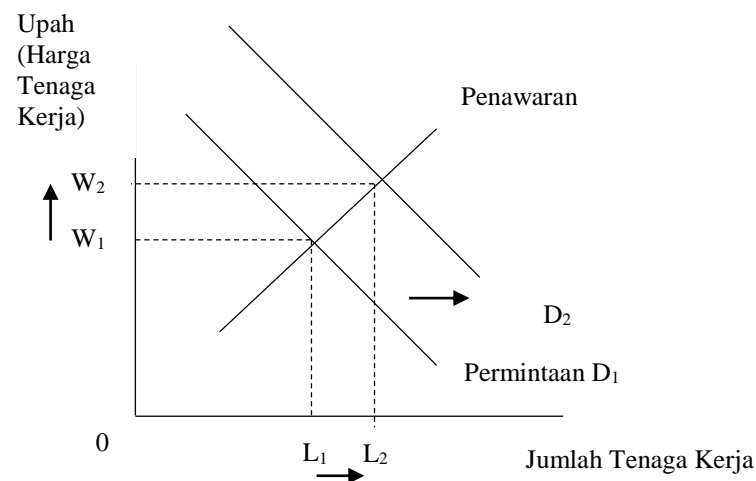 Upah
(Harga
Tenaga
Kerja)
Penawaran
W₂
W₁
D₂
Permintaan D₁
0
L₁ L₂
Jumlah Tenaga Kerja